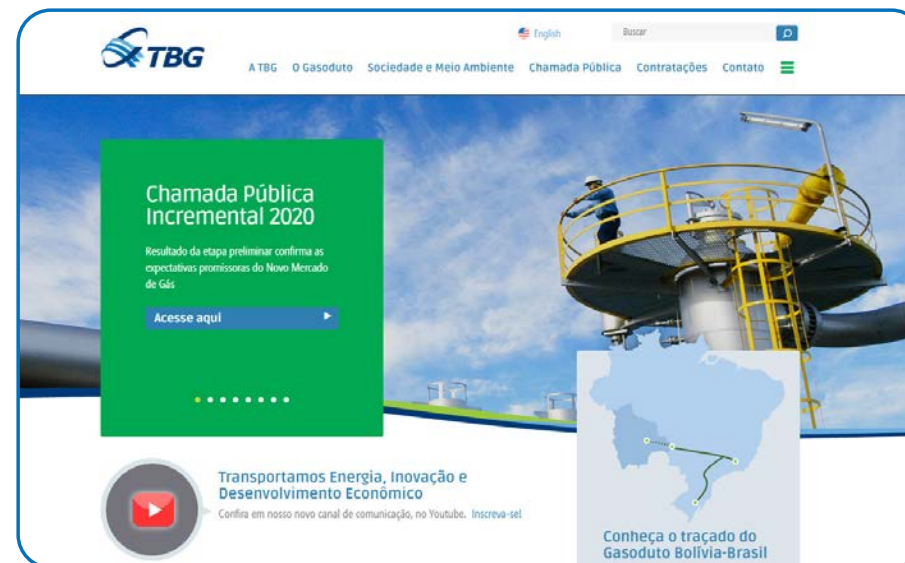 TBG
English
Buscar
A TBG O Gasoduto Sociedade e Meio Ambiente Chamada Pública Contratações Contato
Chamada Pública
Incremental 2020
Resultado da etapa preliminar confirma as
expectativas promissoras do Novo Mercado
de Gás
Acesse aqui
Transportamos Energia, Inovação e
Desenvolvimento Econômico
Confira em nosso novo canal de comunicação, no Youtube. Inscreva-se!
Conheça o traçado do
Gasoduto Bolívia-Brasil